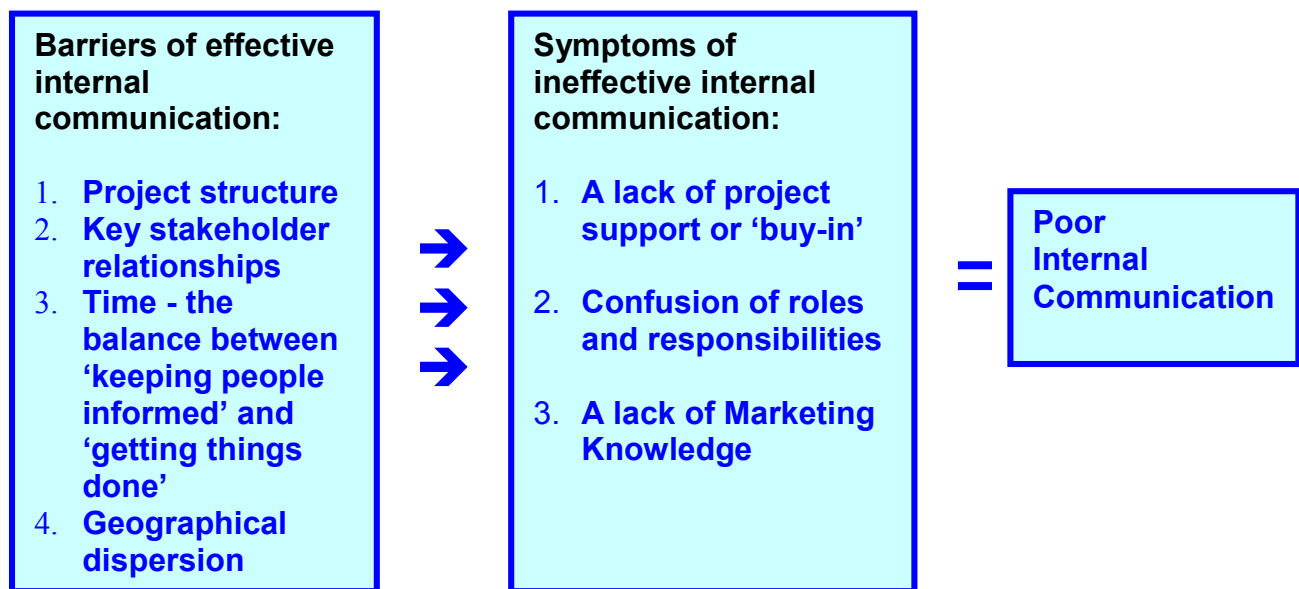 Barriers of effective
internal
communication:
1. Project structure
2. Key stakeholder
relationships
3. Time - the
balance between
‘keeping people
informed’ and
‘getting things
done’
4. Geographical
dispersion
➔
➔
➔
Symptoms of
ineffective internal
communication:
1. A lack of project
support or ‘buy-in’
2. Confusion of roles
and responsibilities
3. A lack of Marketing
Knowledge
=
Poor
Internal
Communication